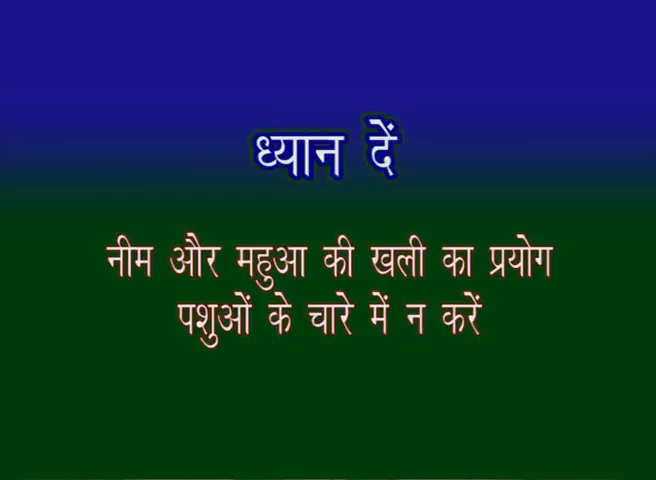 ध्यान दें
नीम और महुआ की खली का प्रयोग
पशुओं के चारे में न करें